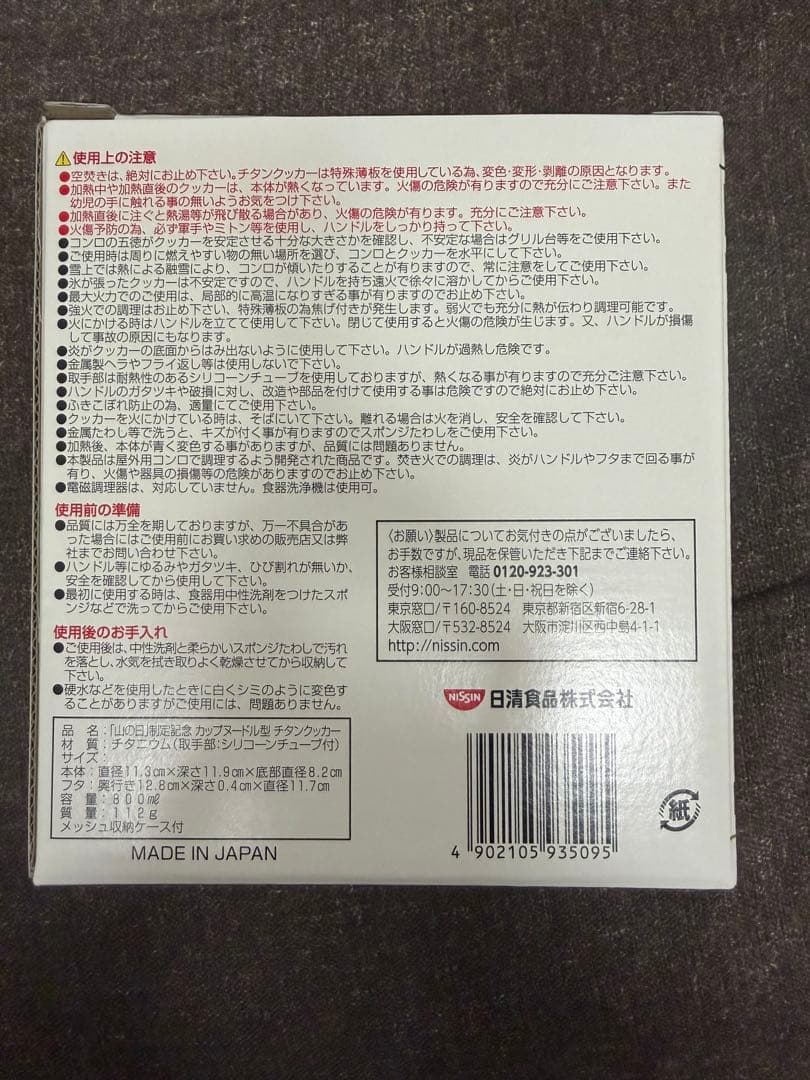 ⚠使用上の注意
●空焚きは、絶対にお止め下さい。チタンクッカーは特殊薄板を使用している為、変色・変形・剥離の原因となります。
●加熱中や加熱直後のクッカーは、本体が熱くなっています。火傷の危険が有りますので充分にご注意下さい。また
幼児の手に触れる事の無いようお気をつけ下さい。
●加熱直後に注ぐと熱湯等が飛び散る場合があり、火傷の危険が有ります。充分にご注意下さい。
●火傷予防の為、必ず軍手やミトン等を使用し、ハンドルをしっかり持って下さい。
●コンロの五徳がクッカーを安定させる十分な大きさかを確認し、不安定な場合はグリル台等をご使用下さい。
●ご使用時は周りに燃えやすい物の無い場所を選び、コンロとクッカーを水平にして下さい。
●雪上では熱による融雪により、コンロが傾いたりすることが有りますので、常に注意をしてご使用下さい。
●氷が張ったクッカーは不安定ですので、ハンドルを持ち遠火で徐々に溶かしてからご使用下さい。
●最大火力でのご使用は、局部的に高温になりすぎる事が有りますのでお止め下さい。
●強火での調理はお止め下さい、特殊薄板の為焦げ付きが発生します。弱火でも充分に熱が伝わり調理可能です。
●火にかける時はハンドルを立てて使用して下さい。閉じて使用すると火傷の危険が生じます。又、ハンドルが損傷
して事故の原因にもなります。
●炎がクッカーの底面からはみ出ないように使用して下さい。ハンドルが過熱し危険です。
●金属製ヘラやフライ返し等は使用しないで下さい。
●取手部は耐熱性のあるシリコーンチューブを使用しておりますが、熱くなる事が有りますので充分ご注意下さい。
●ハンドルのガタツキや破損に対し、改造や部品を付けて使用する事は危険ですので絶対にお止め下さい。
●ふきこぼれ防止の為、適量にてご使用下さい。
●クッカーを火にかけている時は、そばにいて下さい。離れる場合は火を消し、安全を確認して下さい。
●金属たわし等で洗うと、キズが付く事が有りますのでスポンジたわしをご使用下さい。
●加熱後、本体が青く変色する事がありますが、品質には問題ありません。
●本製品は屋外用コンロで調理するよう開発された商品です。焚き火での調理は、炎がハンドルやフタまで回る事が
有り、火傷や器具の損傷等の危険がありますのでお止め下さい。
●電磁調理器は、対応していません。食器洗浄機は使用可。
使用前の準備
●品質には万全を期しておりますが、万一不具合があ
った場合にはご使用前にお買い求めの販売店又は弊
社までお問い合わせ下さい。
●ハンドル等にゆるみやガタツキ、ひび割れが無いか、
安全を確認してから使用して下さい。
●最初に使用する時は、食器用中性洗剤をつけたスポ
ンジなどで洗ってからご使用下さい。
使用後のお手入れ
●ご使用後は、中性洗剤と柔らかいスポンジたわしで汚れ
を落とし、水気を拭き取りよく乾燥させてから収納して
下さい。
●硬水などを使用したときに白くシミのように変色す
ることがありますがご使用には、問題ありません。
〈お願い〉製品についてお気付きの点がございましたら、
お手数ですが、現品を保管いただき下記までご連絡下さい。
お客様相談室 電話 0120-923-301
受付9:00〜17:30(土・日・祝日を除く)
東京窓口/〒160-8524 東京都新宿区新宿6-28-1
大阪窓口/〒532-8524 大阪市淀川区西中島4-1-1
http://nissin.com
NISSIN 日清食品株式会社
品 名:「山の日」制定記念 カップヌードル型 チタンクッカー
材 質:チタニウム(取手部:シリコーンチューブ付)
サイズ:
本体:直径11.3㎝×深さ11.9㎝×底部直径8.2㎝
フタ:奥行き12.8㎝×深さ0.4㎝×直径11.7㎝
容 量:800㎖
質 量:112g
メッシュ収納ケース付
MADE IN JAPAN
4 902105 935095
紙